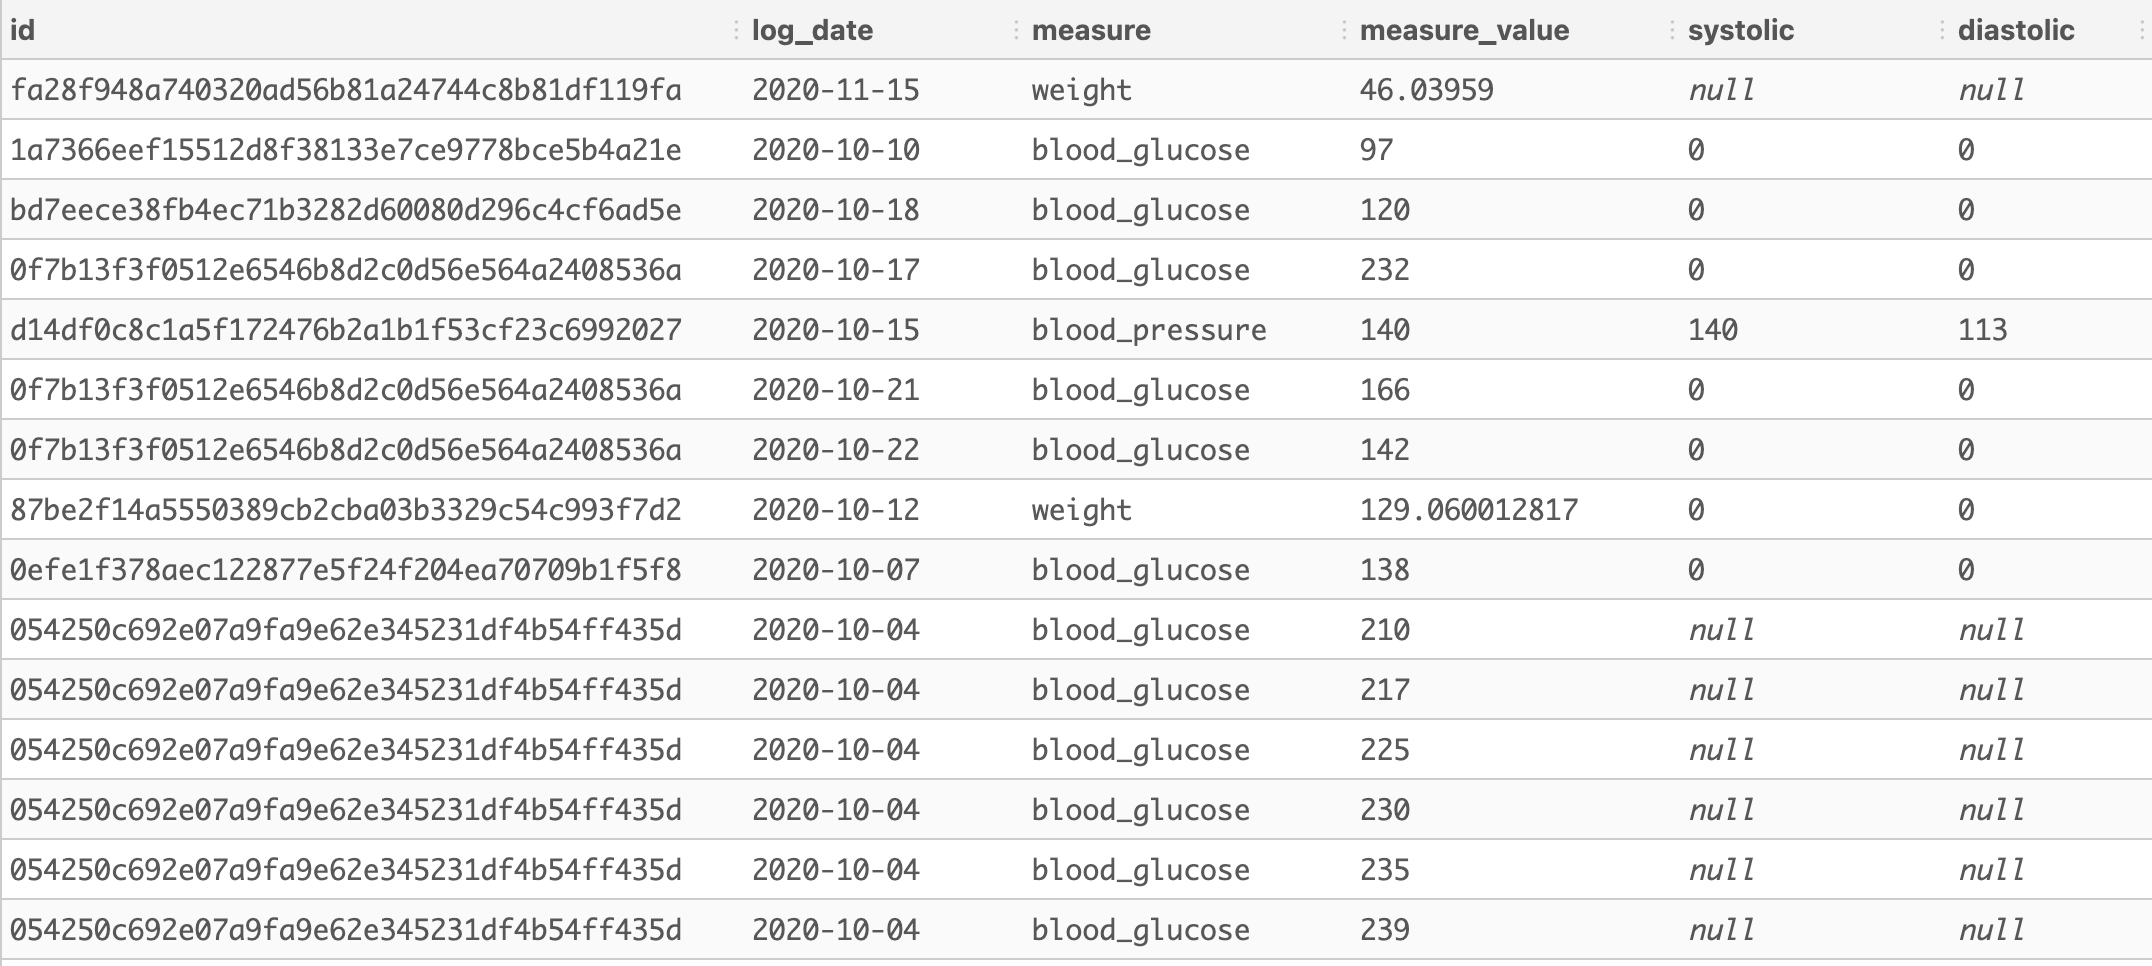 id log_date measure measure_value systolic diastolic
fa28f948a740320ad56b81a24744c8b81df119fa 2020-11-15 weight 46.03959 null null
1a7366eef15512d8f38133e7ce9778bce5b4a21e 2020-10-10 blood_glucose 97 0 0
bd7eece38fb4ec71b3282d60080d296c4cf6ad5e 2020-10-18 blood_glucose 120 0 0
0f7b13f3f0512e6546b8d2c0d56e564a2408536a 2020-10-17 blood_glucose 232 0 0
d14df0c8c1a5f172476b2a1b1f53cf23c6992027 2020-10-15 blood_pressure 140 140 113
0f7b13f3f0512e6546b8d2c0d56e564a2408536a 2020-10-21 blood_glucose 166 0 0
0f7b13f3f0512e6546b8d2c0d56e564a2408536a 2020-10-22 blood_glucose 142 0 0
87be2f14a5550389cb2cba03b3329c54c993f7d2 2020-10-12 weight 129.060012817 0 0
0efe1f378aec122877e5f24f204ea70709b1f5f8 2020-10-07 blood_glucose 138 0 0
054250c692e07a9fa9e62e345231df4b54ff435d 2020-10-04 blood_glucose 210 null null
054250c692e07a9fa9e62e345231df4b54ff435d 2020-10-04 blood_glucose 217 null null
054250c692e07a9fa9e62e345231df4b54ff435d 2020-10-04 blood_glucose 225 null null
054250c692e07a9fa9e62e345231df4b54ff435d 2020-10-04 blood_glucose 230 null null
054250c692e07a9fa9e62e345231df4b54ff435d 2020-10-04 blood_glucose 235 null null
054250c692e07a9fa9e62e345231df4b54ff435d 2020-10-04 blood_glucose 239 null null